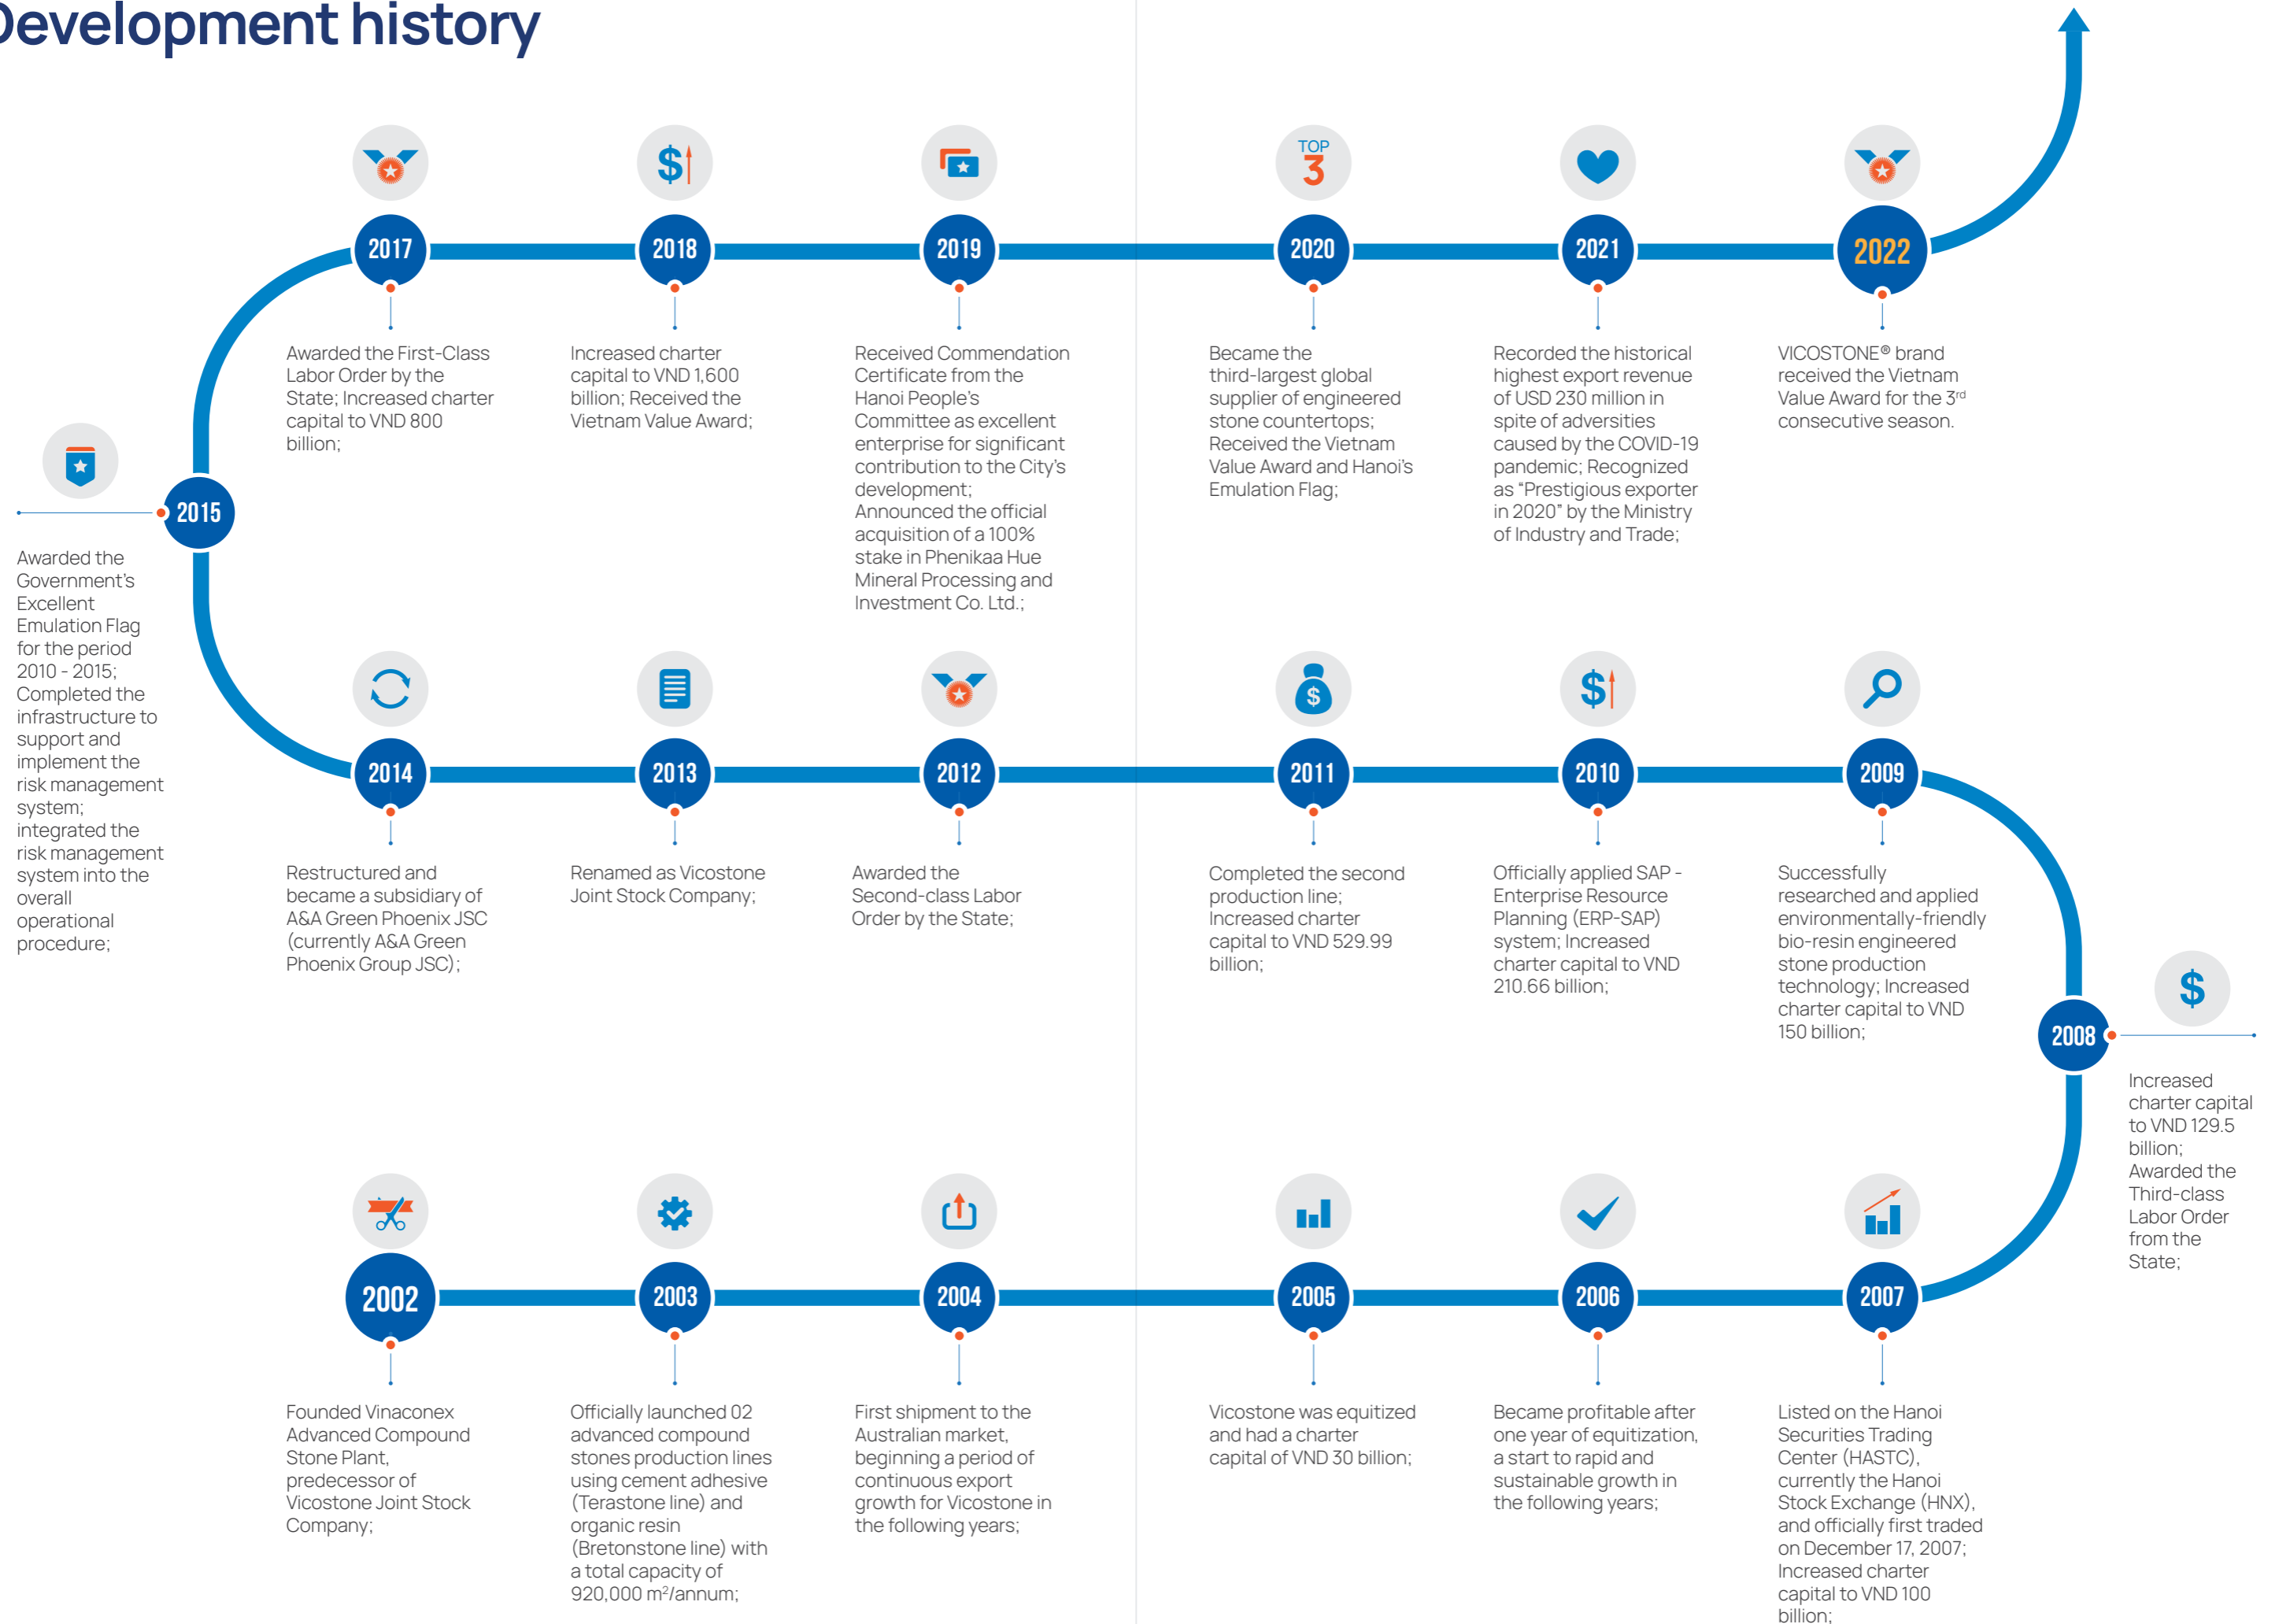 Development history
2017
Awarded the First-Class
Labor Order by the
State; Increased charter
capital to VND 800
billion;
2018
Increased charter
capital to VND 1,600
billion; Received the
Vietnam Value Award;
2019
Received Commendation
Certificate from the
Hanoi People's
Committee as excellent
enterprise for significant
contribution to the City's
development;
Announced the official
acquisition of a 100%
stake in Phenikaa Hue
Mineral Processing and
Investment Co. Ltd.;
TOP
3
2020
Became the
third-largest global
supplier of engineered
stone countertops;
Received the Vietnam
Value Award and Hanoi's
Emulation Flag;
2021
Recorded the historical
highest export revenue
of USD 230 million in
spite of adversities
caused by the COVID-19
pandemic; Recognized
as “Prestigious exporter
in 2020” by the Ministry
of Industry and Trade;
2022
VICOSTONE® brand
received the Vietnam
Value Award for the 3rd
consecutive season.
2015
Awarded the
Government's
Excellent
Emulation Flag
for the period
2010 - 2015;
Completed the
infrastructure to
support and
implement the
risk management
system;
integrated the
risk management
system into the
overall
operational
procedure;
2014
Restructured and
became a subsidiary of
A&A Green Phoenix JSC
(currently A&A Green
Phoenix Group JSC);
2013
Renamed as Vicostone
Joint Stock Company;
2012
Awarded the
Second-class Labor
Order by the State;
2011
Completed the second
production line;
Increased charter
capital to VND 529.99
billion;
2010
Officially applied SAP -
Enterprise Resource
Planning (ERP-SAP)
system; Increased
charter capital to VND
210.66 billion;
2009
Successfully
researched and applied
environmentally-friendly
bio-resin engineered
stone production
technology; Increased
charter capital to VND
150 billion;
2008
Increased
charter capital
to VND 129.5
billion;
Awarded the
Third-class
Labor Order
from the
State;
2002
Founded Vinaconex
Advanced Compound
Stone Plant,
predecessor of
Vicostone Joint Stock
Company;
2003
Officially launched 02
advanced compound
stones production lines
using cement adhesive
(Terastone line) and
organic resin
(Bretonstone line) with
a total capacity of
920,000 m²/annum;
2004
First shipment to the
Australian market,
beginning a period of
continuous export
growth for Vicostone in
the following years;
2005
Vicostone was equitized
and had a charter
capital of VND 30 billion;
2006
Became profitable after
one year of equitization,
a start to rapid and
sustainable growth in
the following years;
2007
Listed on the Hanoi
Securities Trading
Center (HASTC),
currently the Hanoi
Stock Exchange (HNX),
and officially first traded
on December 17, 2007;
Increased charter
capital to VND 100
billion;